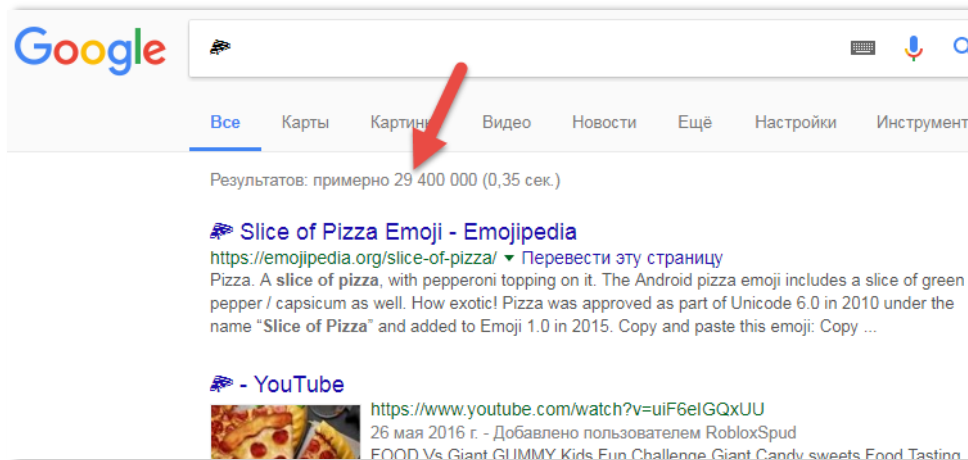 Google 🍕
Все Карты Картинки Видео Новости Ещё Настройки Инструмент
Результатов: примерно 29 400 000 (0,35 сек.)
🍕 Slice of Pizza Emoji - Emojipedia
https://emojipedia.org/slice-of-pizza/ ▼ Перевести эту страницу
Pizza. A slice of pizza, with pepperoni topping on it. The Android pizza emoji includes a slice of green
pepper / capsicum as well. How exotic! Pizza was approved as part of Unicode 6.0 in 2010 under the
name “Slice of Pizza” and added to Emoji 1.0 in 2015. Copy and paste this emoji: Copy ...
🍕 - YouTube
https://www.youtube.com/watch?v=uiF6eIGQxUU
26 мая 2016 г. - Добавлено пользователем RobloxSpud
FOOD Vs Giant GUMMY Kids Fun Challenge Giant Candy sweets Food Tasting